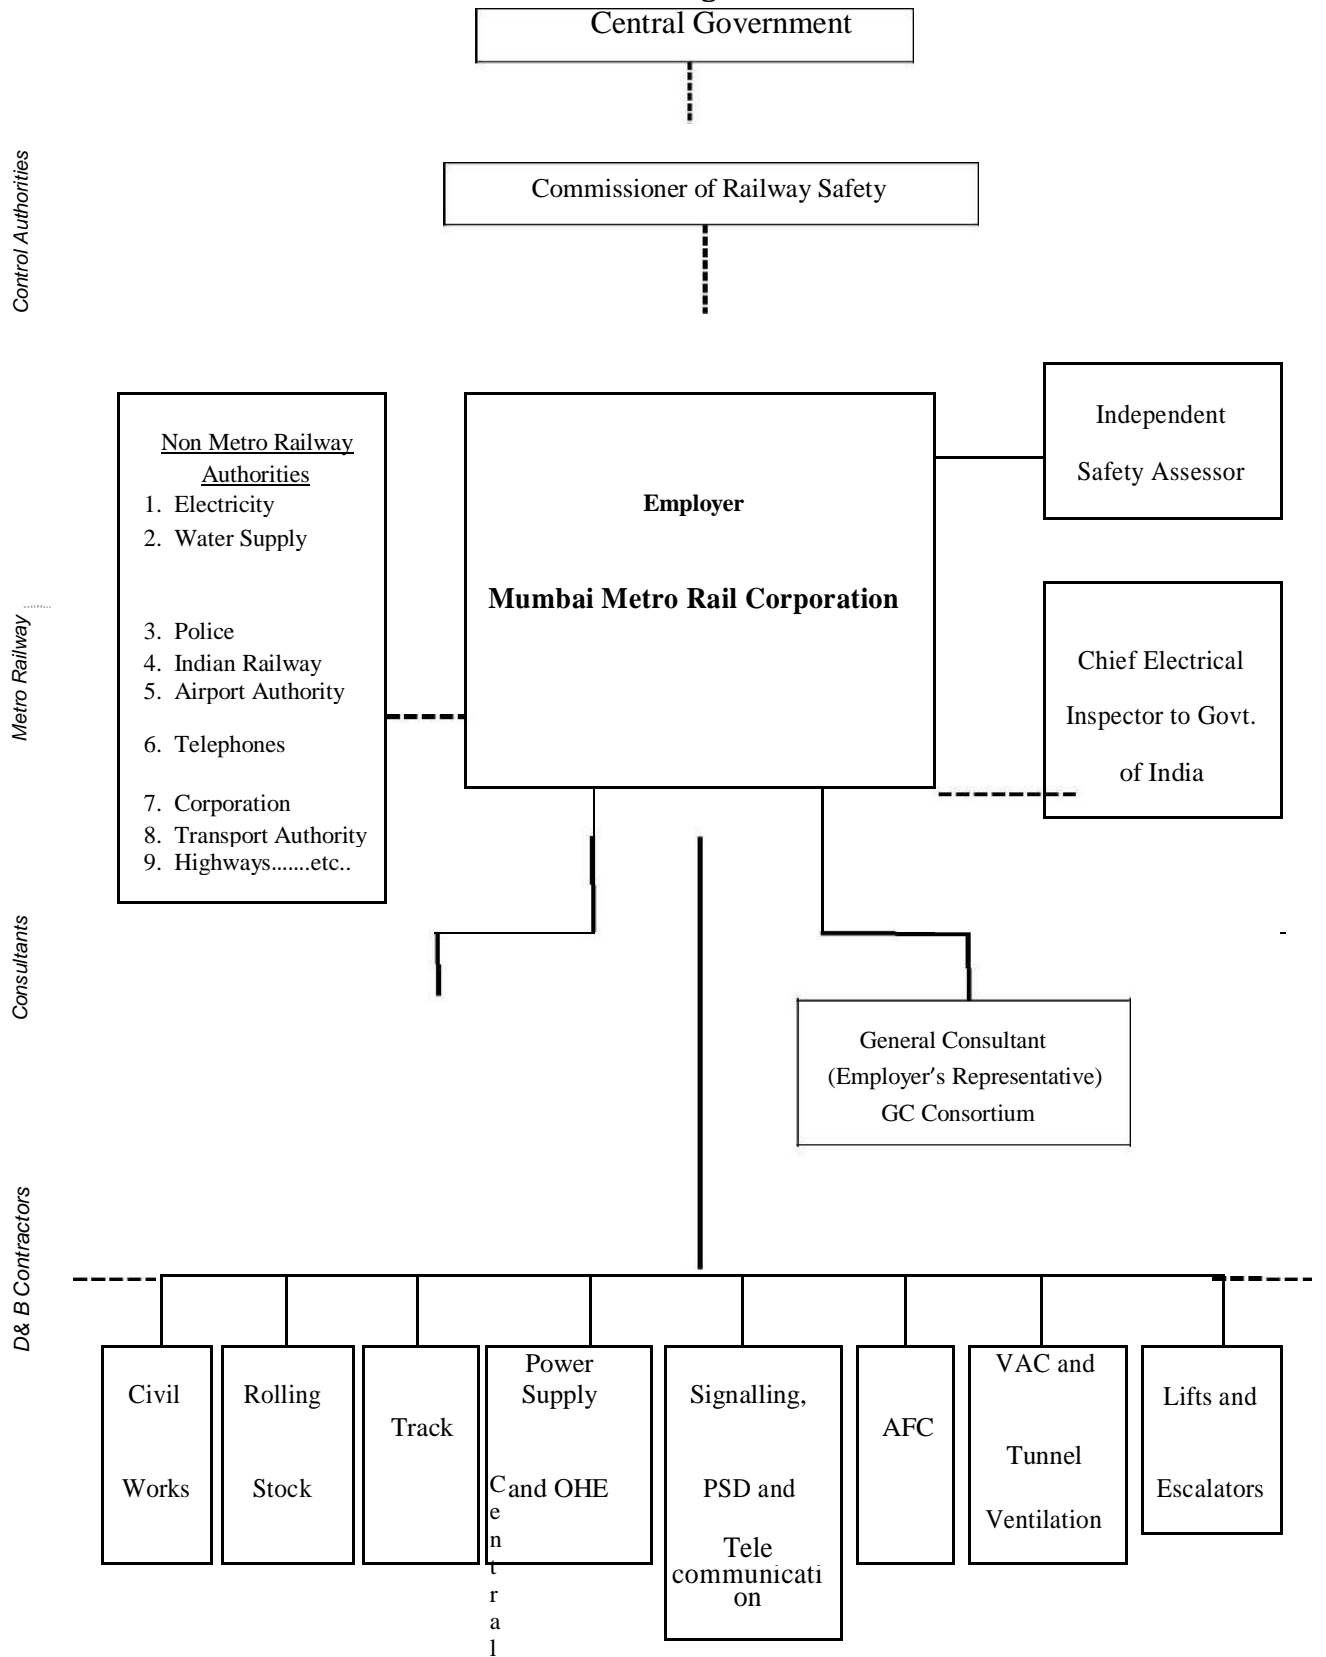 Central Government
Control Authorities
Commissioner of Railway Safety
Non Metro Railway
Authorities
1. Electricity
2. Water Supply
3. Police
4. Indian Railway
5. Airport Authority
6. Telephones
7. Corporation
8. Transport Authority
9. Highways.......etc..
Employer
Mumbai Metro Rail Corporation
Independent
Safety Assessor
Chief Electrical
Inspector to Govt.
of India
Metro Railway
Consultants
General Consultant
(Employer's Representative)
GC Consortium
D& B Contractors
Civil
Works
Rolling
Stock
Track
Power
Supply
and OHE
Central
Signalling,
PSD and
Tele
communicati
on
AFC
VAC and
Tunnel
Ventilation
Lifts and
Escalators